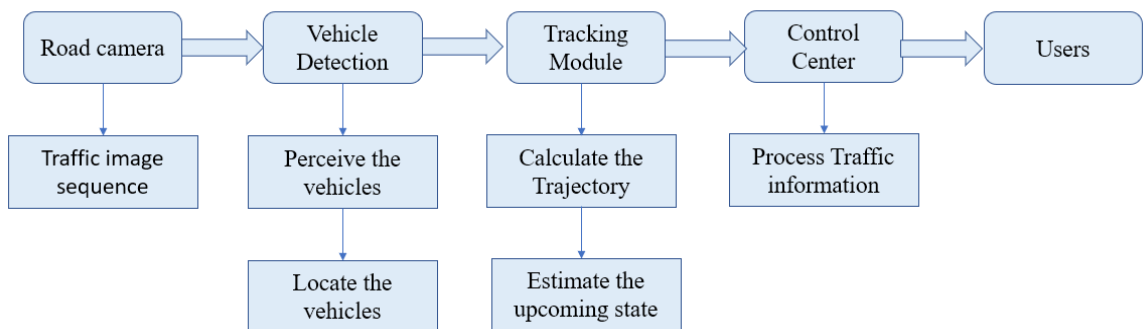 Road camera
Vehicle
Detection
Tracking
Module
Control
Center
Users
Traffic image
sequence
Perceive the
vehicles
Calculate the
Trajectory
Process Traffic
information
Locate the
vehicles
Estimate the
upcoming state